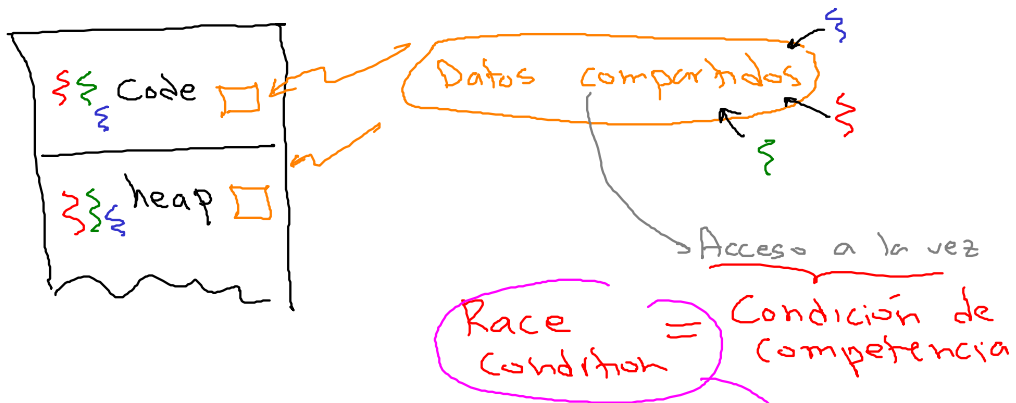 Code
Datos compartidos
heap
Acceso a la vez
Race = Condición de
condition competencia